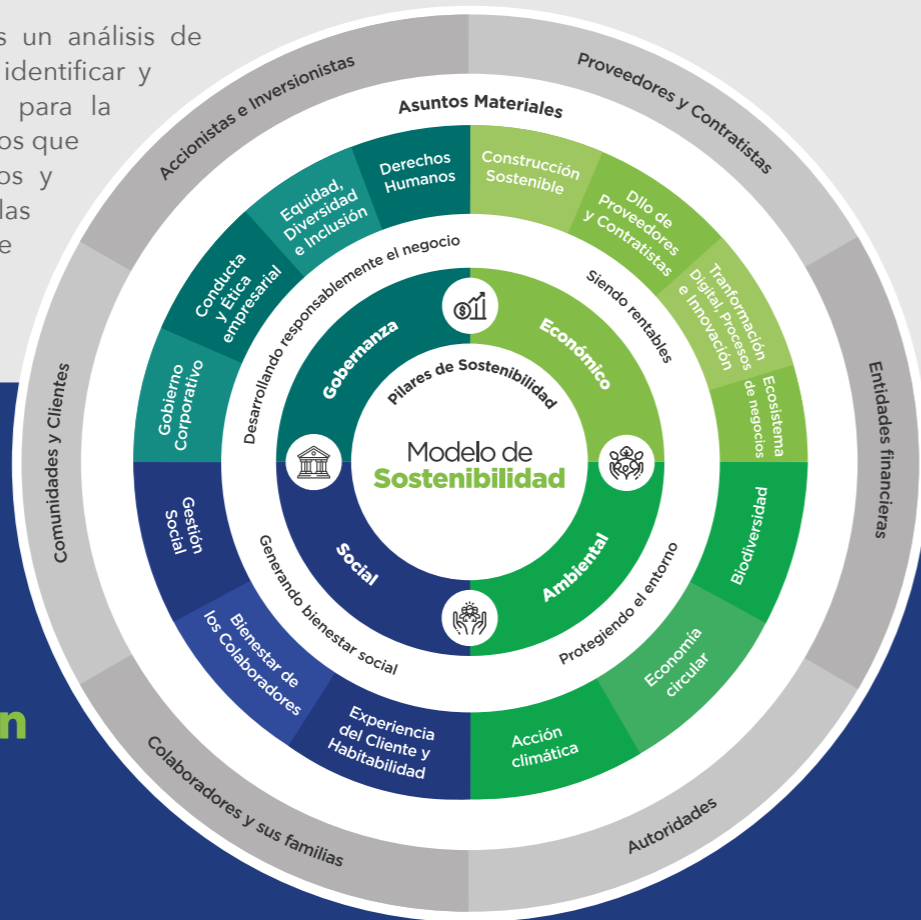 s un análisis de
identificar y
para la
os que
os y
las
e
n
Accionistas e Inversionistas
Proveedores y Contratistas
Entidades financieras
Autoridades
Colaboradores y sus familias
Comunidades y Clientes
Asuntos Materiales
Construcción
Sostenible
Dllo de
Proveedores
y Contratistas
Tranformación
Digital, Procesos
e Innovación
Ecosistema
de negocios
Biodiversidad
Economía
circular
Acción
climática
Experiencia
del Cliente y
Habitabilidad
Bienestar de
los Colaboradores
Gestión
Social
Gobierno
Corporativo
Conducta
y Ética
empresarial
Equidad,
Diversidad
e Inclusión
Derechos
Humanos
Desarrollando responsablemente el negocio
Siendo rentables
Protegiendo el entorno
Generando bienestar social
Gobernanza
Económico
Ambiental
Social
Pilares de Sostenibilidad
Modelo de
Sostenibilidad